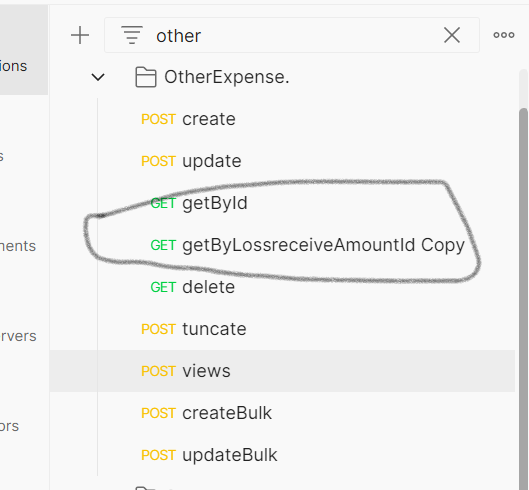 other
ions
OtherExpense.
POST create
s
POST update
GET getById
ments
GET getByLossreceiveAmountId Copy
GET delete
POST tuncate
rvers
POST views
POST createBulk
ors
POST updateBulk